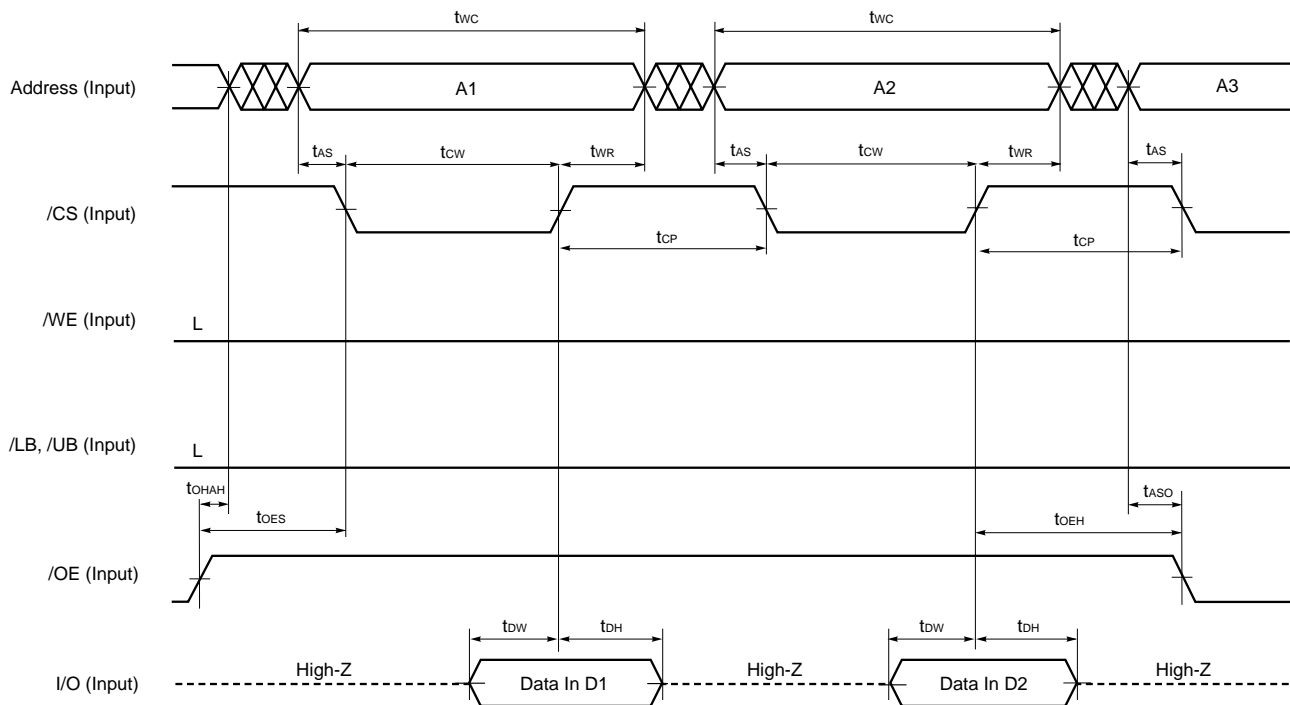 tWC tWC
Address (Input) A1 A2 A3
tAS tCW tWR tAS tCW tWR tAS
/CS (Input)
tCP tCP
/WE (Input) L
/LB, /UB (Input) L
tOHAH tASO
tOES tOEH
/OE (Input)
tDW tDH tDW tDH
High-Z High-Z High-Z
I/O (Input) Data In D1 Data In D2